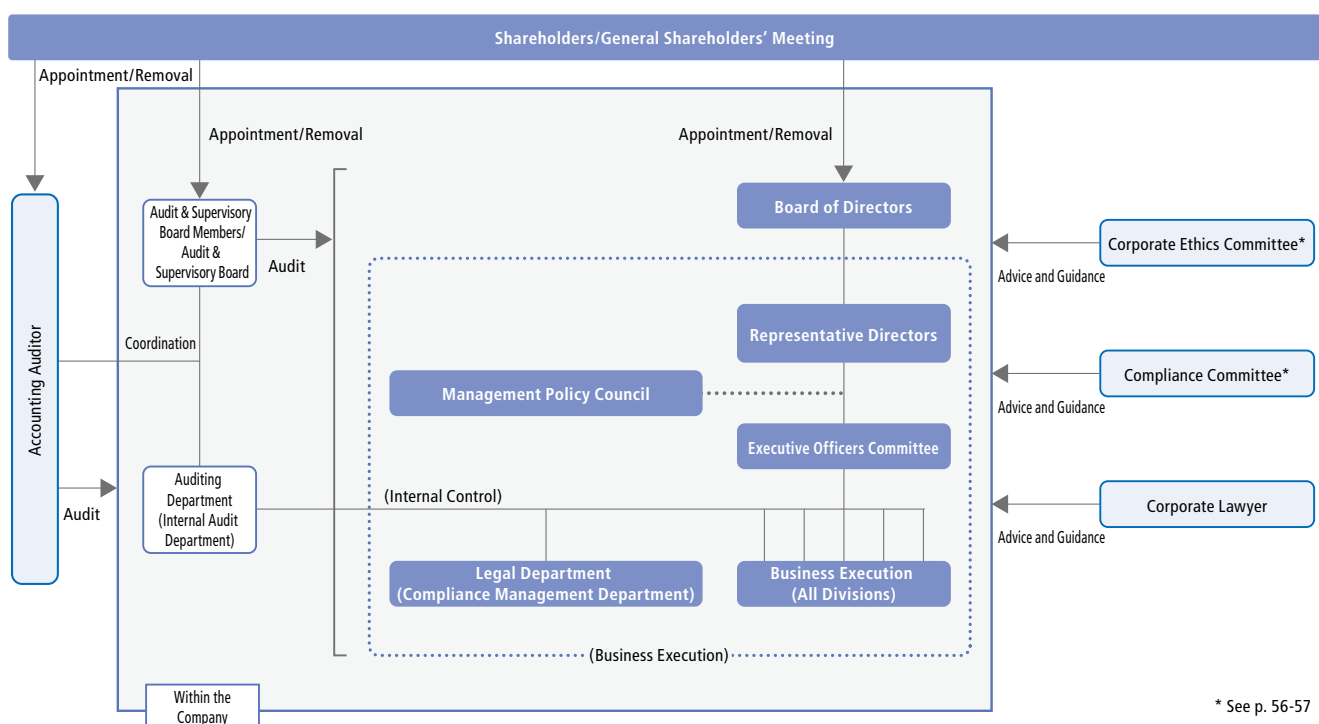 Shareholders/General Shareholders' Meeting
Appointment/Removal
Appointment/Removal
Appointment/Removal
Audit & Supervisory
Board Members/
Audit &
Supervisory Board
Audit
Board of Directors
Corporate Ethics Committee*
Advice and Guidance
Accounting Auditor
Coordination
Representative Directors
Management Policy Council
Compliance Committee*
Advice and Guidance
Executive Officers Committee
Auditing
Department
(Internal Audit
Department)
Audit
(Internal Control)
Corporate Lawyer
Advice and Guidance
Legal Department
(Compliance Management Department)
Business Execution
(All Divisions)
(Business Execution)
Within the
Company
* See p. 56-57